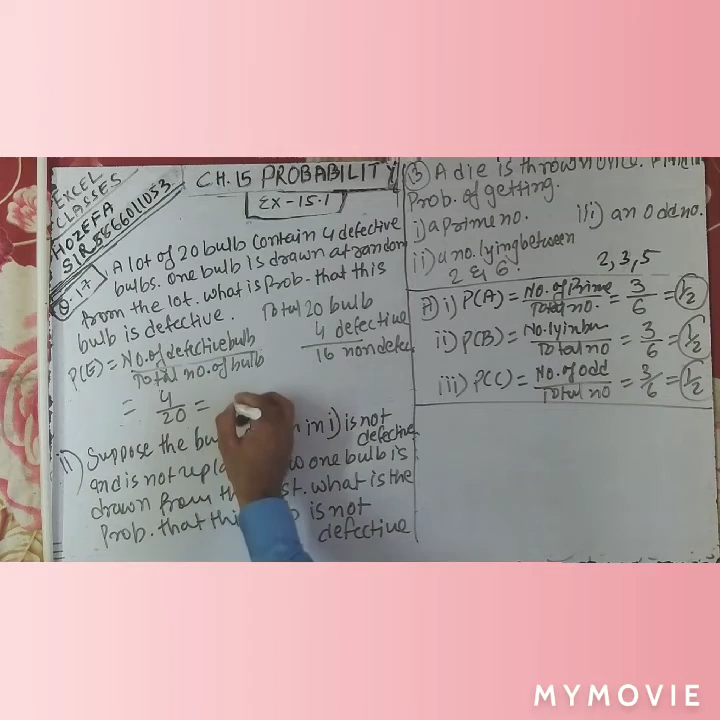 EXCEL
CLASSES
HOZEFA
CH.15 PROBABILITY
EX-15.1
Q.17
A lot of 20 bulb contain 4 defective
bulbs. One bulb is drawn at random
from the lot. what is Prob. that this
bulb is defective.
Total 20 bulb
4 defective
16 nondefec
P(E) = No. of defective bulb / Total no. of bulb
= 4/20 =
ii) Suppose the bu in i) is not defective
and is not repla one bulb is
drawn from th st. what is the
Prob. that this is not
defective
(3) A die is thrown once.
Prob. of getting.
i) a Prime no. iii) an Odd no.
ii) a no. lying between
2 & 6. 2,3,5
A) i) P(A) = No. of Prime / Total no. = 3/6 = 1/2
ii) P(B) = / Total no = 3/6 = 1/2
iii) P(C) = No. of odd / Total no = 3/6 = 1/2
MYMOVIE